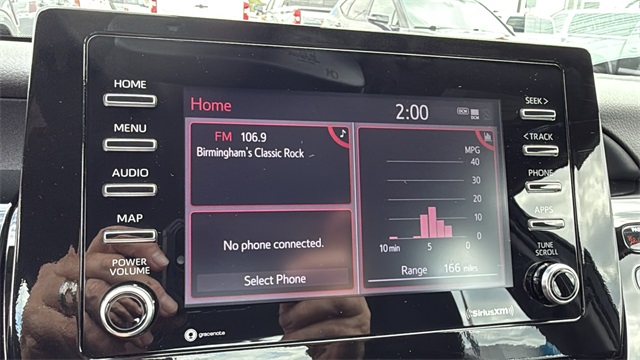 HOME
MENU
AUDIO
MAP
POWER
VOLUME
Home
2:00
DCM
FM 106.9
Birmingham's Classic Rock
No phone connected.
Select Phone
MPG
40
30
20
10
0
10 min 5 0
Range 166 miles
gracenote
SiriusXM
SEEK >
< TRACK
PHONE
APPS
TUNE
SCROLL